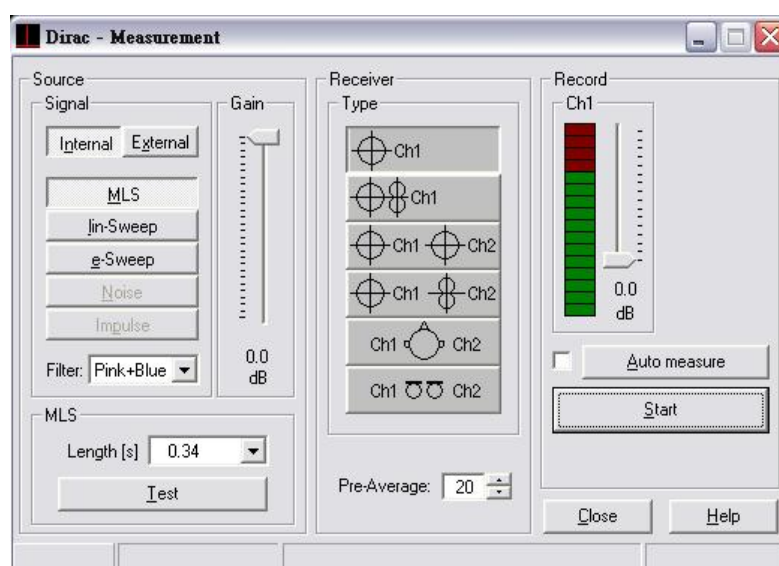 Dirac - Measurement
Source
Signal
Internal External
MLS
lin-Sweep
e-Sweep
Noise
Impulse
Filter: Pink+Blue
Gain
0.0
dB
MLS
Length [s] 0.34
Test
Receiver
Type
Ch1
Ch1
Ch1 Ch2
Ch1 Ch2
Ch1 Ch2
Ch1 Ch2
Pre-Average: 20
Record
Ch1
0.0
dB
Auto measure
Start
Close Help